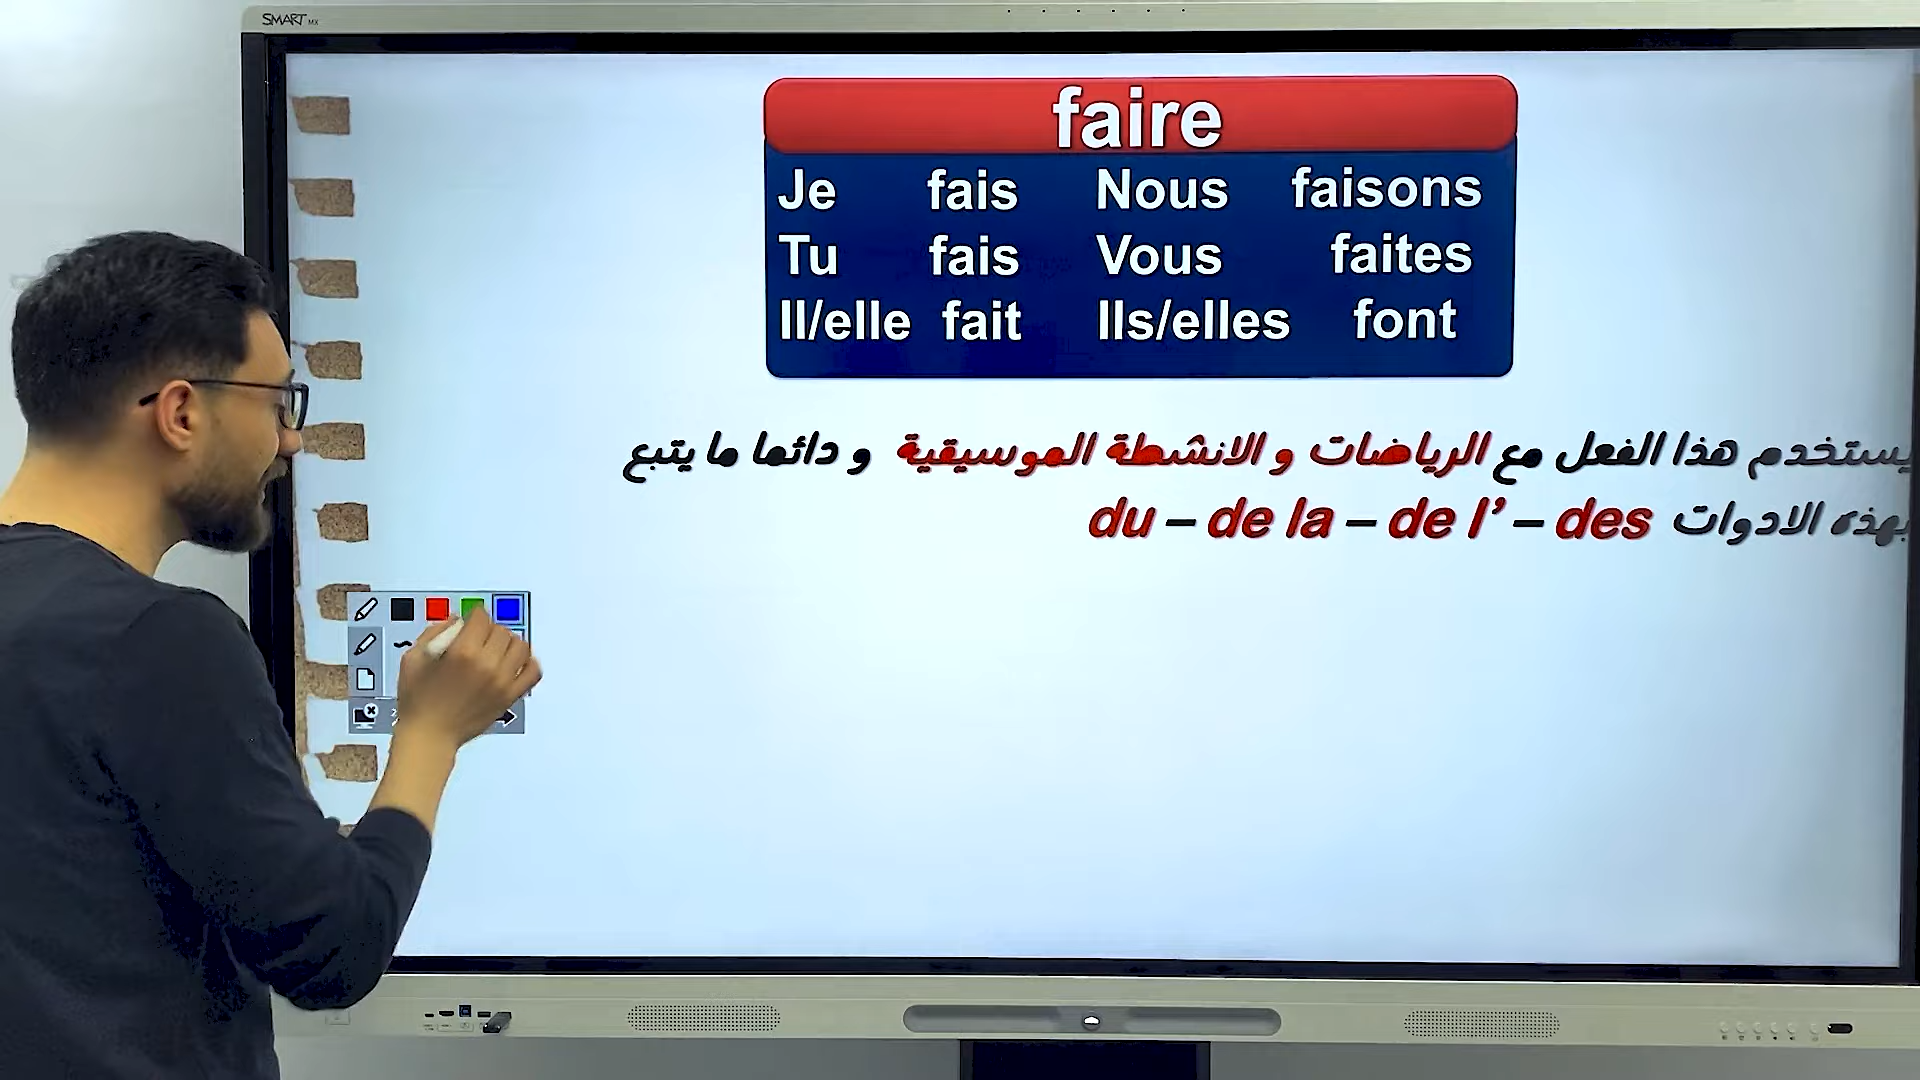 SMART MX
faire
Je fais Nous faisons
Tu fais Vous faites
Il/elle fait Ils/elles font
يستخدم هذا الفعل مع الرياضات و الانشطة الموسيقية و دائما ما يتبع
بهذه الادوات du – de la – de l’ – des